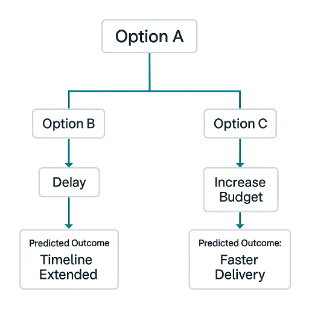 Option A
Option B
Option C
Delay
Increase
Budget
Predicted Outcome
Timeline
Extended
Predicted Outcome:
Faster
Delivery